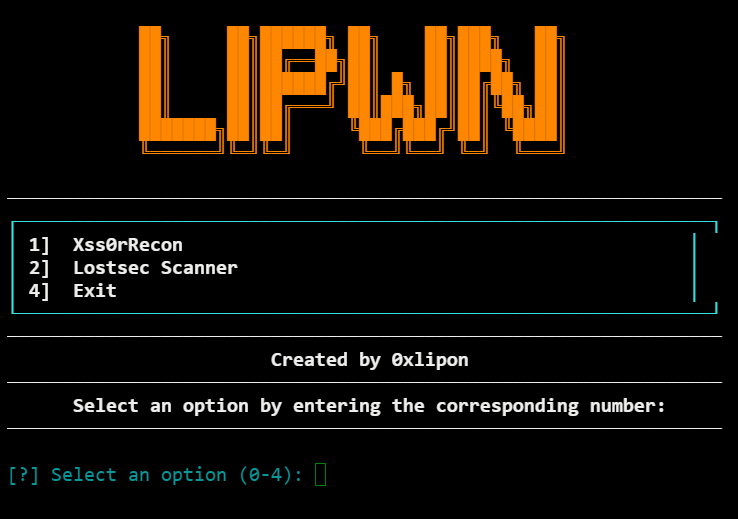 LIPWN
1] Xss0rRecon
2] Lostsec Scanner
4] Exit
Created by 0xlipon
Select an option by entering the corresponding number:
[?] Select an option (0-4):